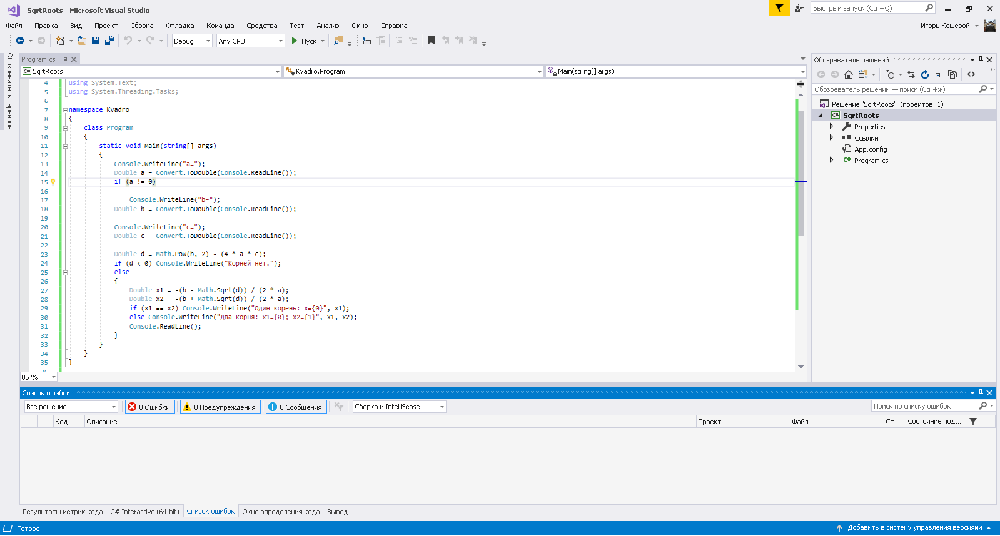 SqrtRoots - Microsoft Visual Studio
Быстрый запуск (Ctrl+Q)
Файл Правка Вид Проект Сборка Отладка Команда Средства Тест Анализ Окно Справка
Игорь Кошевой
Debug Any CPU Пуск
Обозреватель серверов
Program.cs
SqrtRoots Kvadro.Program Main(string[] args)
4 using System.Text;
5 using System.Threading.Tasks;
6
7 namespace Kvadro
8 {
9 class Program
10 {
11 static void Main(string[] args)
12 {
13 Console.WriteLine("a=");
14 Double a = Convert.ToDouble(Console.ReadLine());
15 if (a != 0)
16
17 Console.WriteLine("b=");
18 Double b = Convert.ToDouble(Console.ReadLine());
19
20 Console.WriteLine("c=");
21 Double c = Convert.ToDouble(Console.ReadLine());
22
23 Double d = Math.Pow(b, 2) - (4 * a * c);
24 if (d < 0) Console.WriteLine("Корней нет.");
25 else
26 {
27 Double x1 = -(b - Math.Sqrt(d)) / (2 * a);
28 Double x2 = -(b + Math.Sqrt(d)) / (2 * a);
29 if (x1 == x2) Console.WriteLine("Один корень: x={0}", x1);
30 else Console.WriteLine("Два корня: x1={0}; x2={1}", x1, x2);
31 Console.ReadLine();
32 }
33 }
34 }
35 }
85 %
Обозреватель решений
Обозреватель решений — поиск (Ctrl+ж)
Решение "SqrtRoots" (проектов: 1)
C# SqrtRoots
Properties
Ссылки
App.config
C# Program.cs
Список ошибок
Все решение 0 Ошибки 0 Предупреждения 0 Сообщения Сборка и IntelliSense Поиск по списку ошибок
Код Описание Проект Файл Ст... Состояние под...
Результаты метрик кода C# Interactive (64-bit) Список ошибок Окно определения кода Вывод
Готово Добавить в систему управления версиями